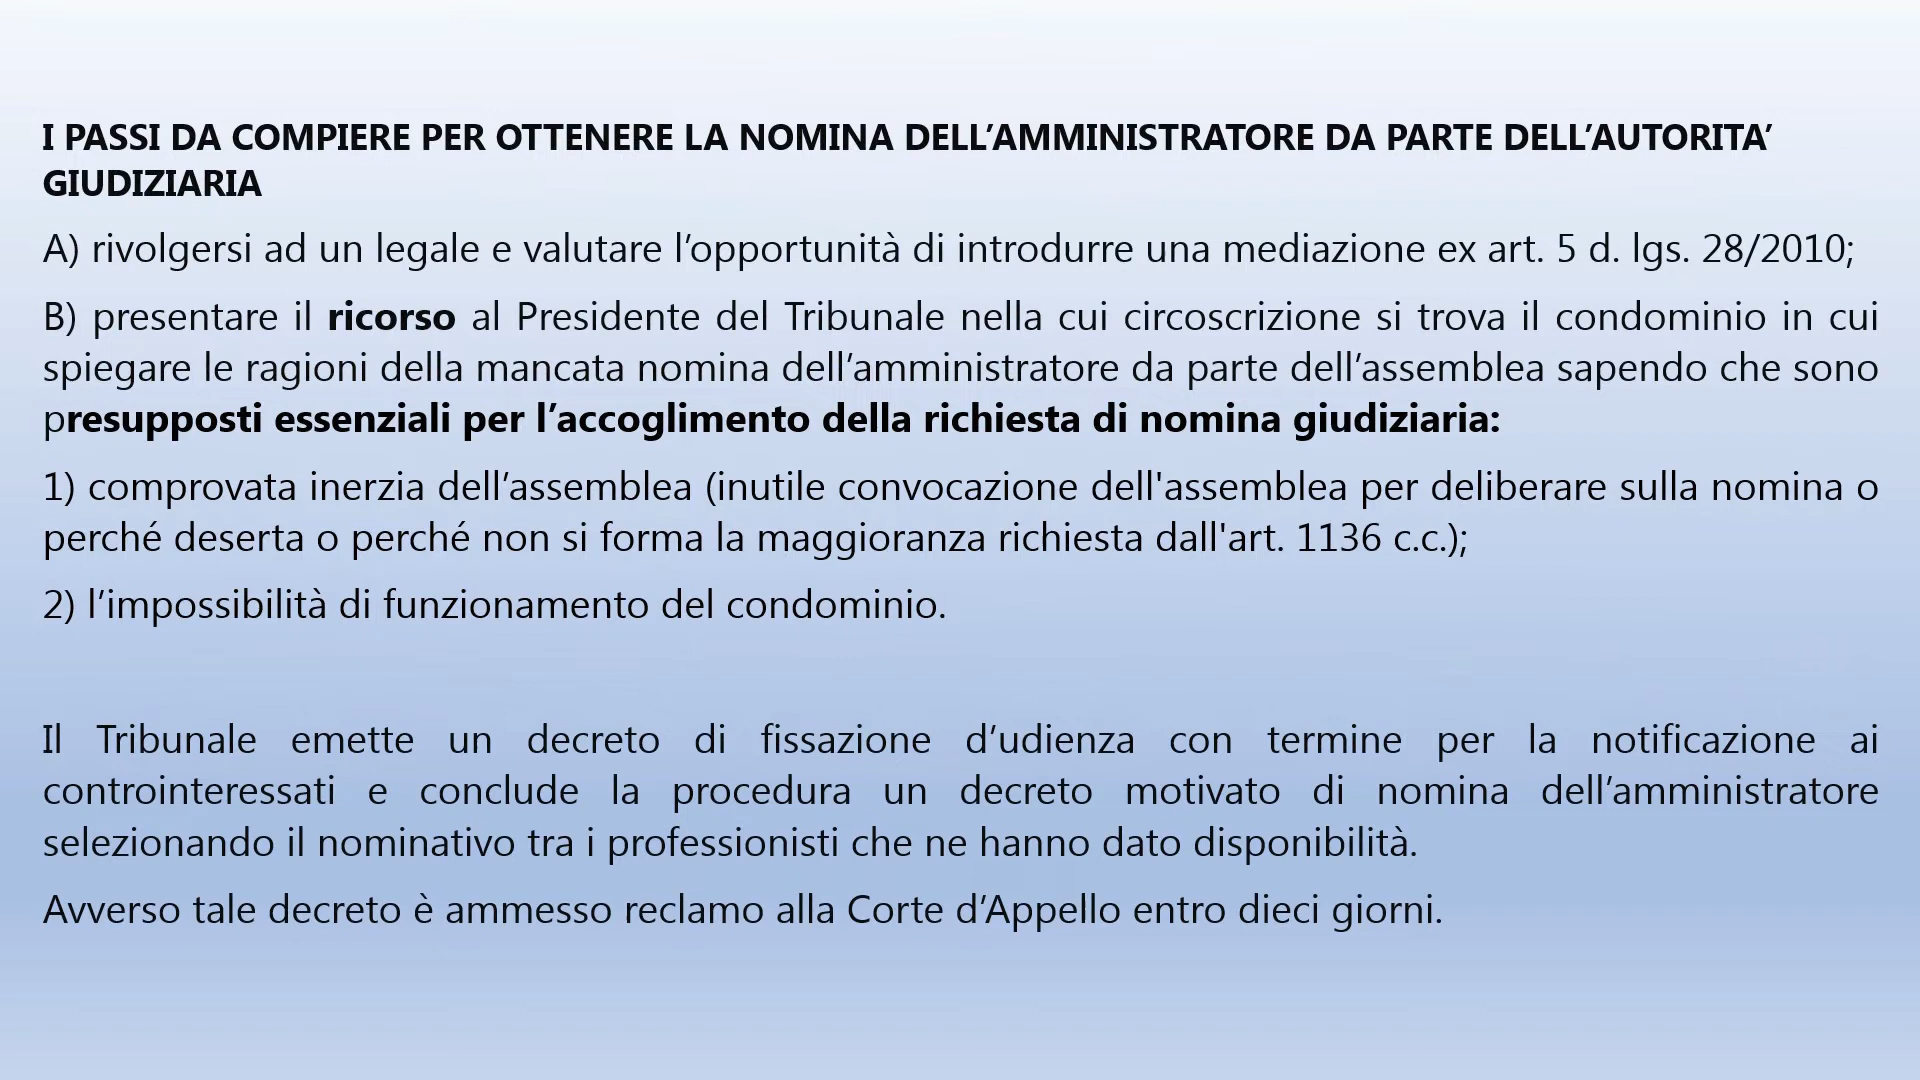 I PASSI DA COMPIERE PER OTTENERE LA NOMINA DELL’AMMINISTRATORE DA PARTE DELL’AUTORITA’
GIUDIZIARIA
A) rivolgersi ad un legale e valutare l’opportunità di introdurre una mediazione ex art. 5 d. lgs. 28/2010;
B) presentare il ricorso al Presidente del Tribunale nella cui circoscrizione si trova il condominio in cui
spiegare le ragioni della mancata nomina dell’amministratore da parte dell’assemblea sapendo che sono
presupposti essenziali per l’accoglimento della richiesta di nomina giudiziaria:
1) comprovata inerzia dell’assemblea (inutile convocazione dell'assemblea per deliberare sulla nomina o
perché deserta o perché non si forma la maggioranza richiesta dall'art. 1136 c.c.);
2) l’impossibilità di funzionamento del condominio.
Il Tribunale emette un decreto di fissazione d’udienza con termine per la notificazione ai
controinteressati e conclude la procedura un decreto motivato di nomina dell’amministratore
selezionando il nominativo tra i professionisti che ne hanno dato disponibilità.
Avverso tale decreto è ammesso reclamo alla Corte d’Appello entro dieci giorni.